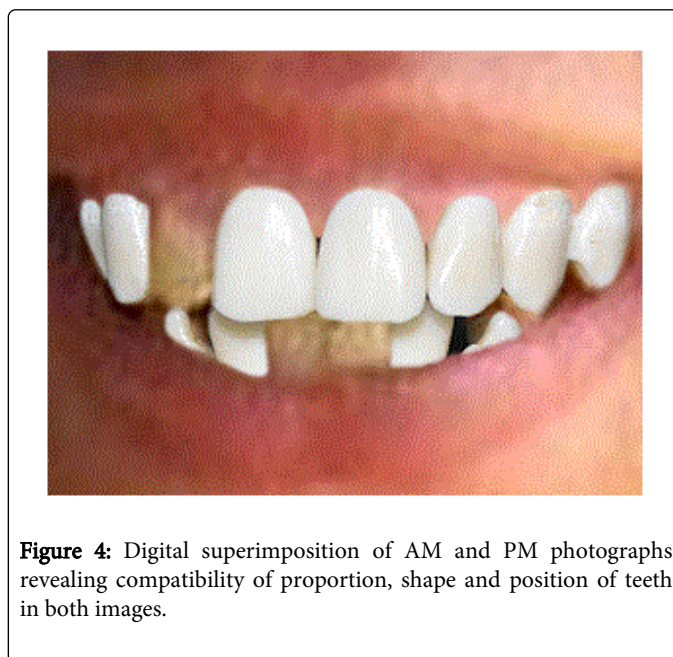 Figure 4: Digital superimposition of AM and PM photographs
revealing compatibility of proportion, shape and position of teeth
in both images.